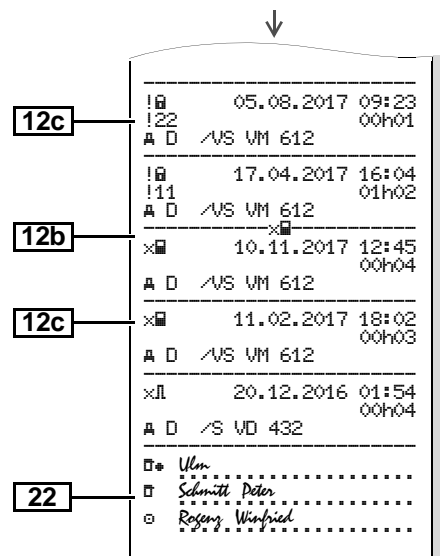 ! 05.08.2017 09:23
12c
!22 00h01
D /VS VM 612
! 17.04.2017 16:04
!11 01h02
D /VS VM 612
12b
x
x 10.11.2017 12:45
00h04
D /VS VM 612
12c
x 11.02.2017 18:02
00h03
D /VS VM 612
x 20.12.2016 01:54
00h04
D /S VD 432
Ulm
22
Schmitt Peter
Rogenz Winfried